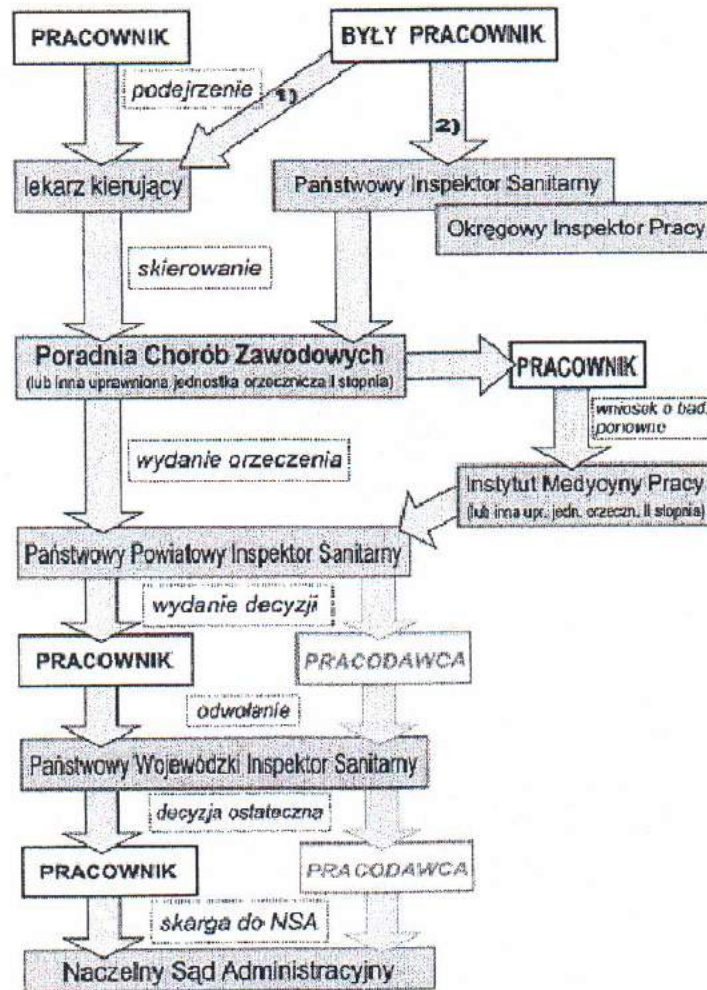 PRACOWNIK
BYŁY PRACOWNIK
podejrzenie
1)
2)
lekarz kierujący
Państwowy Inspektor Sanitarny
Okręgowy Inspektor Pracy
skierowanie
Poradnia Chorób Zawodowych
(lub inna uprawniona jednostka orzecznicza I stopnia)
PRACOWNIK
wniosek o bad.
ponowne
wydanie orzeczenia
Instytut Medycyny Pracy
(lub inna upr. jedn. orzeczn. II stopnia)
Państwowy Powiatowy Inspektor Sanitarny
wydanie decyzji
PRACOWNIK
PRACODAWCA
odwołanie
Państwowy Wojewódzki Inspektor Sanitarny
decyzja ostateczna
PRACOWNIK
PRACODAWCA
skarga do NSA
Naczelny Sąd Administracyjny